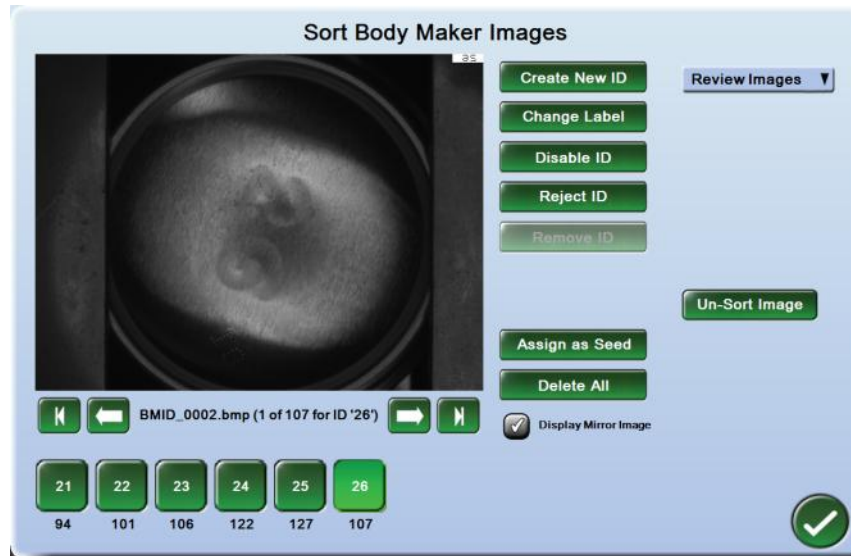 Sort Body Maker Images
Create New ID
Review Images
Change Label
Disable ID
Reject ID
Remove ID
Un-Sort Image
Assign as Seed
Delete All
BMID_0002.bmp (1 of 107 for ID '26')
Display Mirror Image
21 22 23 24 25 26
94 101 106 122 127 107